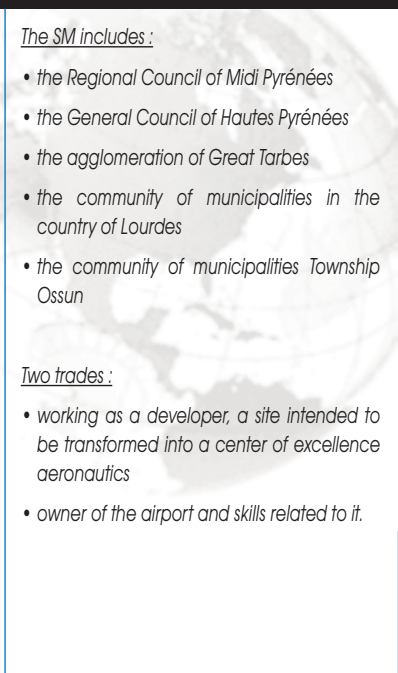 The SM includes :
• the Regional Council of Midi Pyrénées
• the General Council of Hautes Pyrénées
• the agglomeration of Great Tarbes
• the community of municipalities in the
country of Lourdes
• the community of municipalities Township
Ossun
Two trades :
• working as a developer, a site intended to
be transformed into a center of excellence
aeronautics
• owner of the airport and skills related to it.